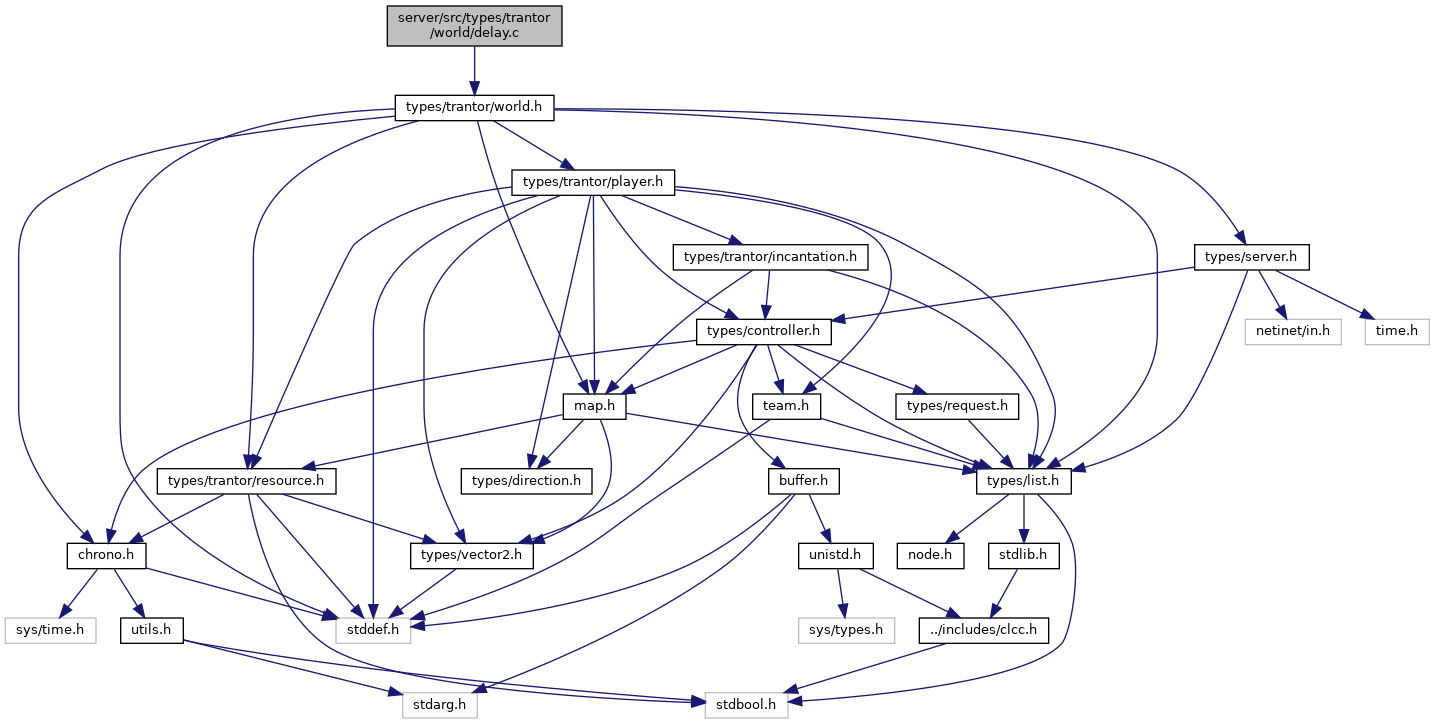 server/src/types/trantor
/world/delay.c
types/trantor/world.h
types/trantor/player.h
types/trantor/incantation.h
types/server.h
types/controller.h
netinet/in.h
time.h
map.h
team.h
types/request.h
types/trantor/resource.h
types/direction.h
buffer.h
types/list.h
chrono.h
types/vector2.h
unistd.h
node.h
stdlib.h
sys/time.h
utils.h
stddef.h
sys/types.h
../includes/clcc.h
stdarg.h
stdbool.h